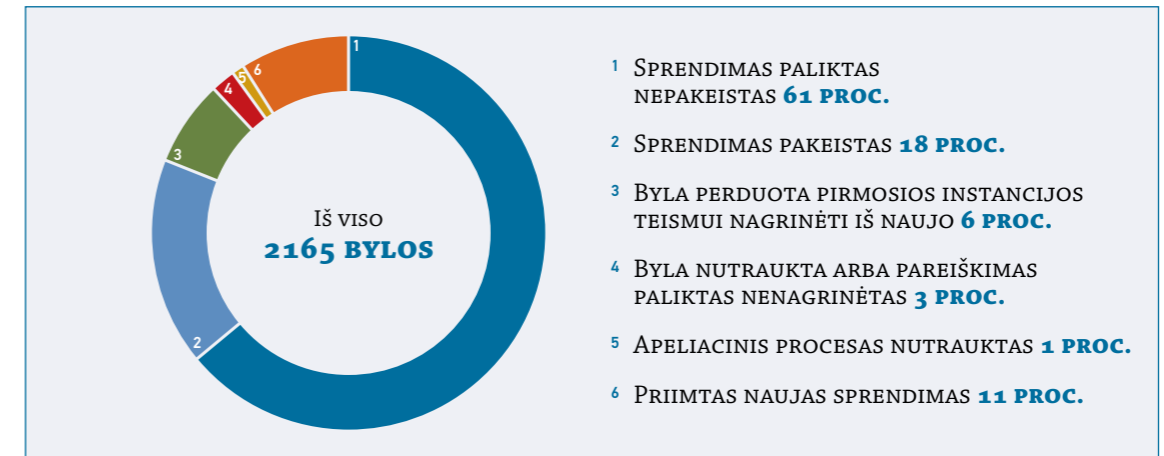 1
2
3
4
5
6
Iš viso
2165 BYLOS
1 Sprendimas paliktas
nepakeistas 61 proc.
2 Sprendimas pakeistas 18 proc.
3 Byla perduota pirmosios instancijos
teismui nagrinėti iš naujo 6 proc.
4 Byla nutraukta arba pareiškimas
paliktas nenagrinėtas 3 proc.
5 Apeliacinis procesas nutrauktas 1 proc.
6 Priimtas naujas sprendimas 11 proc.